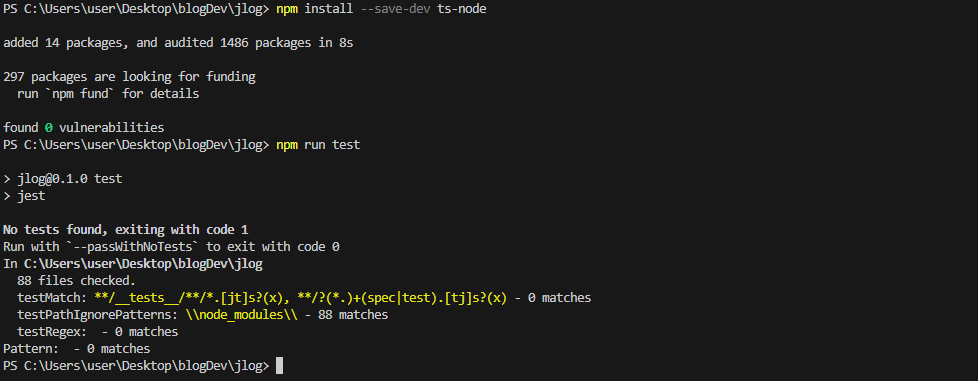 PS C:\Users\user\Desktop\blogDev\jlog> npm install --save-dev ts-node
added 14 packages, and audited 1486 packages in 8s
297 packages are looking for funding
  run `npm fund` for details
found 0 vulnerabilities
PS C:\Users\user\Desktop\blogDev\jlog> npm run test
> jlog@0.1.0 test
> jest
No tests found, exiting with code 1
Run with `--passWithNoTests` to exit with code 0
In C:\Users\user\Desktop\blogDev\jlog
  88 files checked.
  testMatch: **/__tests__/**/*.[jt]s?(x), **/?(*.)+(spec|test).[tj]s?(x) - 0 matches
  testPathIgnorePatterns: \\node_modules\\ - 88 matches
  testRegex:  - 0 matches
Pattern:  - 0 matches
PS C:\Users\user\Desktop\blogDev\jlog>